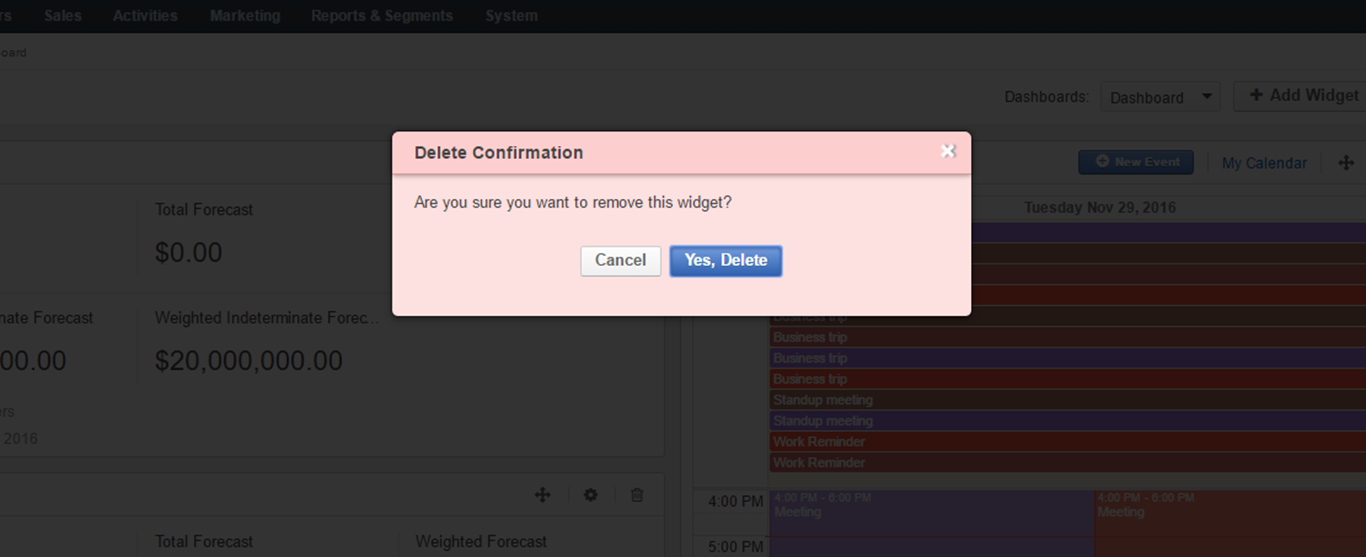 rs Sales Activities Marketing Reports & Segments System
oard
Dashboards: Dashboard + Add Widget
Delete Confirmation
New Event My Calendar
Are you sure you want to remove this widget?
Cancel Yes, Delete
Total Forecast
$0.00
Tuesday Nov 29, 2016
nate Forecast Weighted Indeterminate Forec...
00.00 $20,000,000.00
ers
, 2016
Business trip
Business trip
Business trip
Business trip
Standup meeting
Standup meeting
Work Reminder
Work Reminder
4:00 PM 4:00 PM - 6:00 PM 4:00 PM - 6:00 PM
Meeting Meeting
Total Forecast Weighted Forecast
5:00 PM